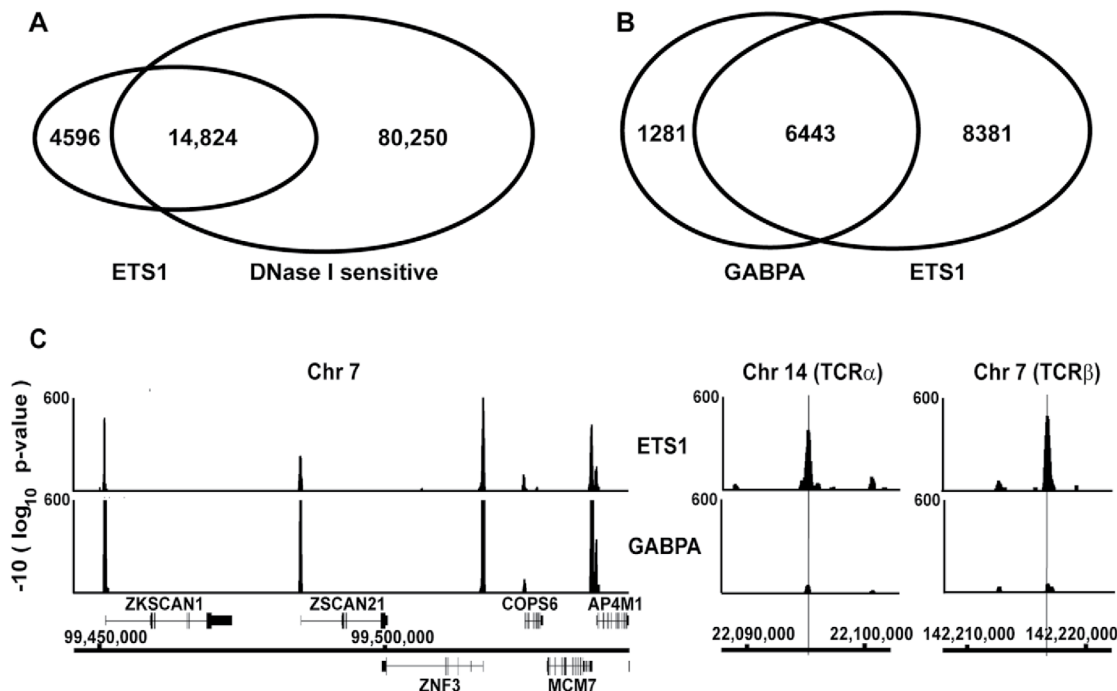 A
4596
14,824
80,250
ETS1
DNase I sensitive
B
1281
6443
8381
GABPA
ETS1
C
-10 ( log10 p-value )
Chr 7
600
600
ETS1
GABPA
Chr 14 (TCRα)
600
600
Chr 7 (TCRβ)
600
600
ZKSCAN1
ZSCAN21
COPS6
AP4M1
99,450,000
99,500,000
ZNF3
MCM7
22,090,000
22,100,000
142,210,000
142,220,000